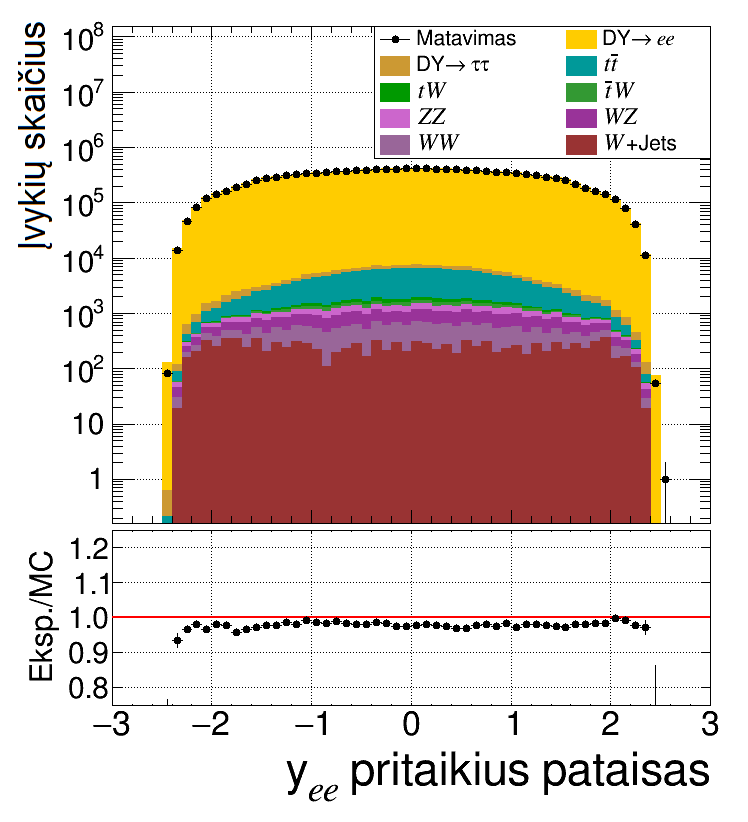 Įvykių skaičius
10⁸
10⁷
10⁶
10⁵
10⁴
10³
10²
10
1
Matavimas DY→ ee
DY→ ττ tt̄
tW t̄W
ZZ WZ
WW W+Jets
Eksp./MC
1.2
1.1
1.0
0.9
0.8
−3 −2 −1 0 1 2 3
y_ee pritaikius pataisas